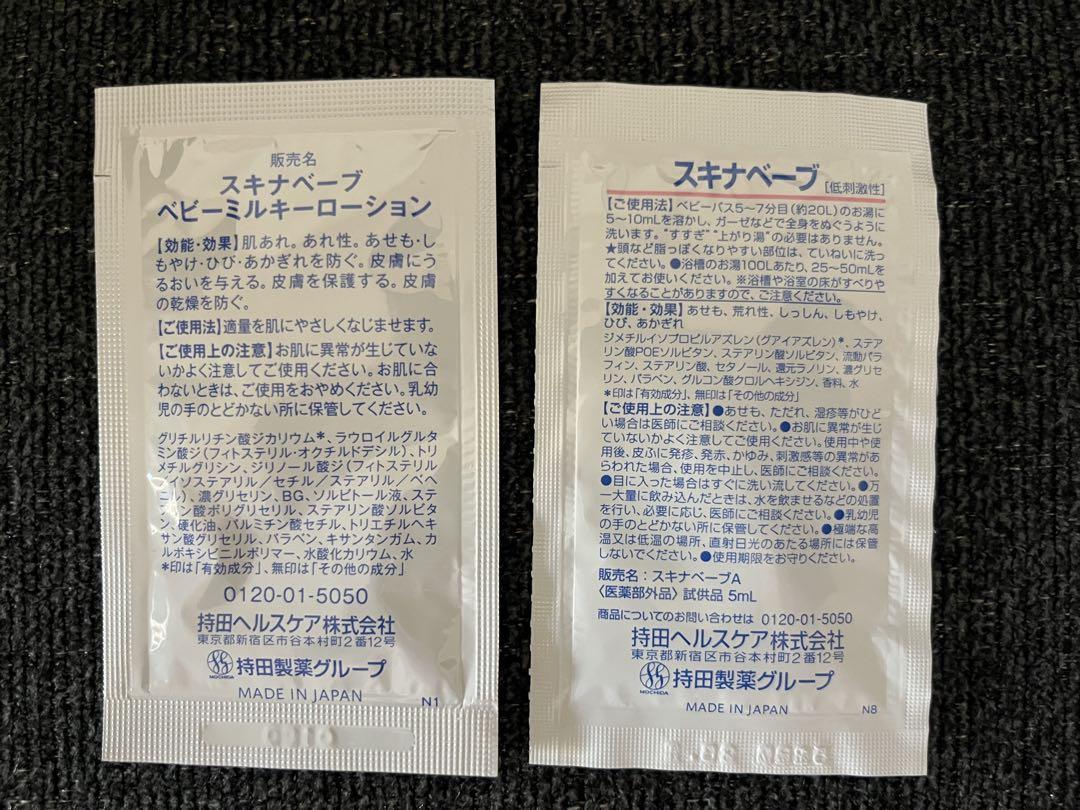 販売名
スキナベーブ
ベビーミルキーローション
【効能・効果】肌あれ。あれ性。あせも・し
もやけ・ひび・あかぎれを防ぐ。皮膚にう
るおいを与える。皮膚を保護する。皮膚
の乾燥を防ぐ。
【ご使用法】適量を肌にやさしくなじませます。
【ご使用上の注意】お肌に異常が生じていな
いかよく注意してご使用ください。お肌に合
わないときは、ご使用をおやめください。乳幼
児の手のとどかない所に保管してください。
グリチルリチン酸ジカリウム*、ラウロイルグルタ
ミン酸ジ(フィトステリル・オクチルドデシル)、トリ
メチルグリシン、ジリノール酸ジ(フィトステリル
/イソステアリル/セチル/ステアリル/ベヘ
ニル)、濃グリセリン、BG、ソルビトール液、ステ
アリン酸ポリグリセリル、ステアリン酸ソルビタ
ン、硬化油、パルミチン酸セチル、トリエチルヘキ
サン酸グリセリル、パラベン、キサンタンガム、カ
ルボキシビニルポリマー、水酸化カリウム、水
*印は「有効成分」、無印は「その他の成分」
0120-01-5050
持田ヘルスケア株式会社
東京都新宿区市谷本村町2番12号
MOCHIDA 持田製薬グループ
MADE IN JAPAN N1
スキナベーブ [低刺激性]
【ご使用法】ベビーバス5~7分目(約20L)のお湯に
5~10mLを溶かし、ガーゼなどで全身をぬぐうように
洗います。"すすぎ" "上がり湯"の必要はありません。
★頭など脂っぽくなりやすい部位は、ていねいに洗っ
てください。●浴槽のお湯100Lあたり、25~50mLを
加えてお使いください。※浴槽や浴室の床がすべりや
すくなることがありますので、ご注意ください。
【効能・効果】あせも、荒れ性、しっしん、しもやけ、
ひび、あかぎれ
ジメチルイソプロピルアズレン(グアイアズレン)*、ステア
リン酸POEソルビタン、ステアリン酸ソルビタン、流動パラ
フィン、ステアリン酸、セタノール、還元ラノリン、濃グリセ
リン、パラベン、グルコン酸クロルヘキシジン、香料、水
*印は「有効成分」、無印は「その他の成分」
【ご使用上の注意】●あせも、ただれ、湿疹等がひど
い場合は医師にご相談ください。●お肌に異常が生
じていないかよく注意してご使用ください。使用中や使
用後、皮ふに発疹、発赤、かゆみ、刺激感等の異常があ
らわれた場合、使用を中止し、医師にご相談ください。
●目に入った場合はすぐに洗い流してください。●万
一大量に飲み込んだときは、水を飲ませるなどの処置
を行い、必要に応じ、医師にご相談ください。●乳幼児
の手のとどかない所に保管してください。●極端な高
温又は低温の場所、直射日光のあたる場所には保管
しないでください。●使用期限をお守りください。
販売名:スキナベーブA
〈医薬部外品〉試供品 5mL
商品についてのお問い合わせは 0120-01-5050
持田ヘルスケア株式会社
東京都新宿区市谷本村町2番12号
MOCHIDA 持田製薬グループ
MADE IN JAPAN N8